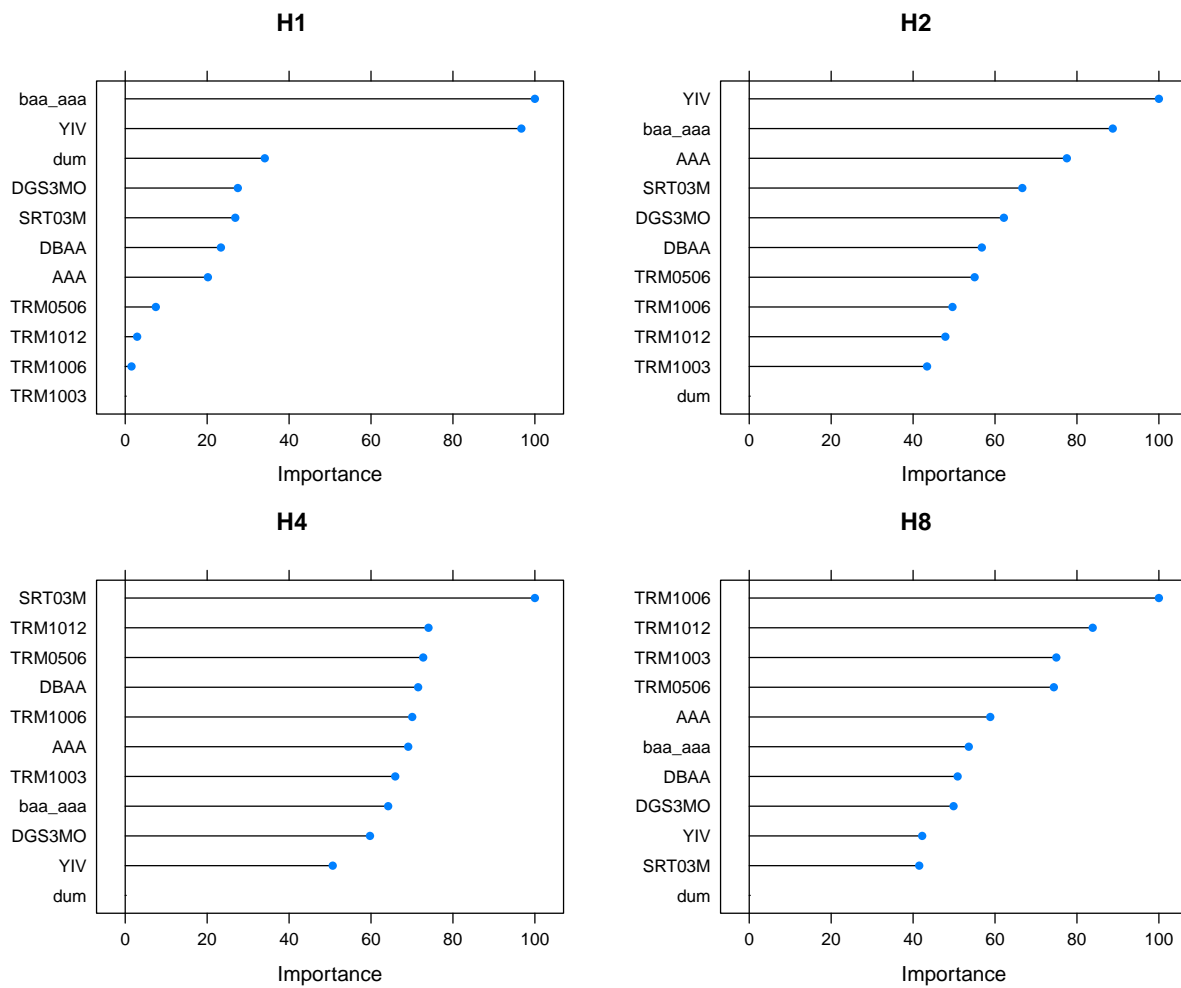 H1
baa_aaa
YIV
dum
DGS3MO
SRT03M
DBAA
AAA
TRM0506
TRM1012
TRM1006
TRM1003
0 20 40 60 80 100
Importance
H2
YIV
baa_aaa
AAA
SRT03M
DGS3MO
DBAA
TRM0506
TRM1006
TRM1012
TRM1003
dum
0 20 40 60 80 100
Importance
H4
SRT03M
TRM1012
TRM0506
DBAA
TRM1006
AAA
TRM1003
baa_aaa
DGS3MO
YIV
dum
0 20 40 60 80 100
Importance
H8
TRM1006
TRM1012
TRM1003
TRM0506
AAA
baa_aaa
DBAA
DGS3MO
YIV
SRT03M
dum
0 20 40 60 80 100
Importance